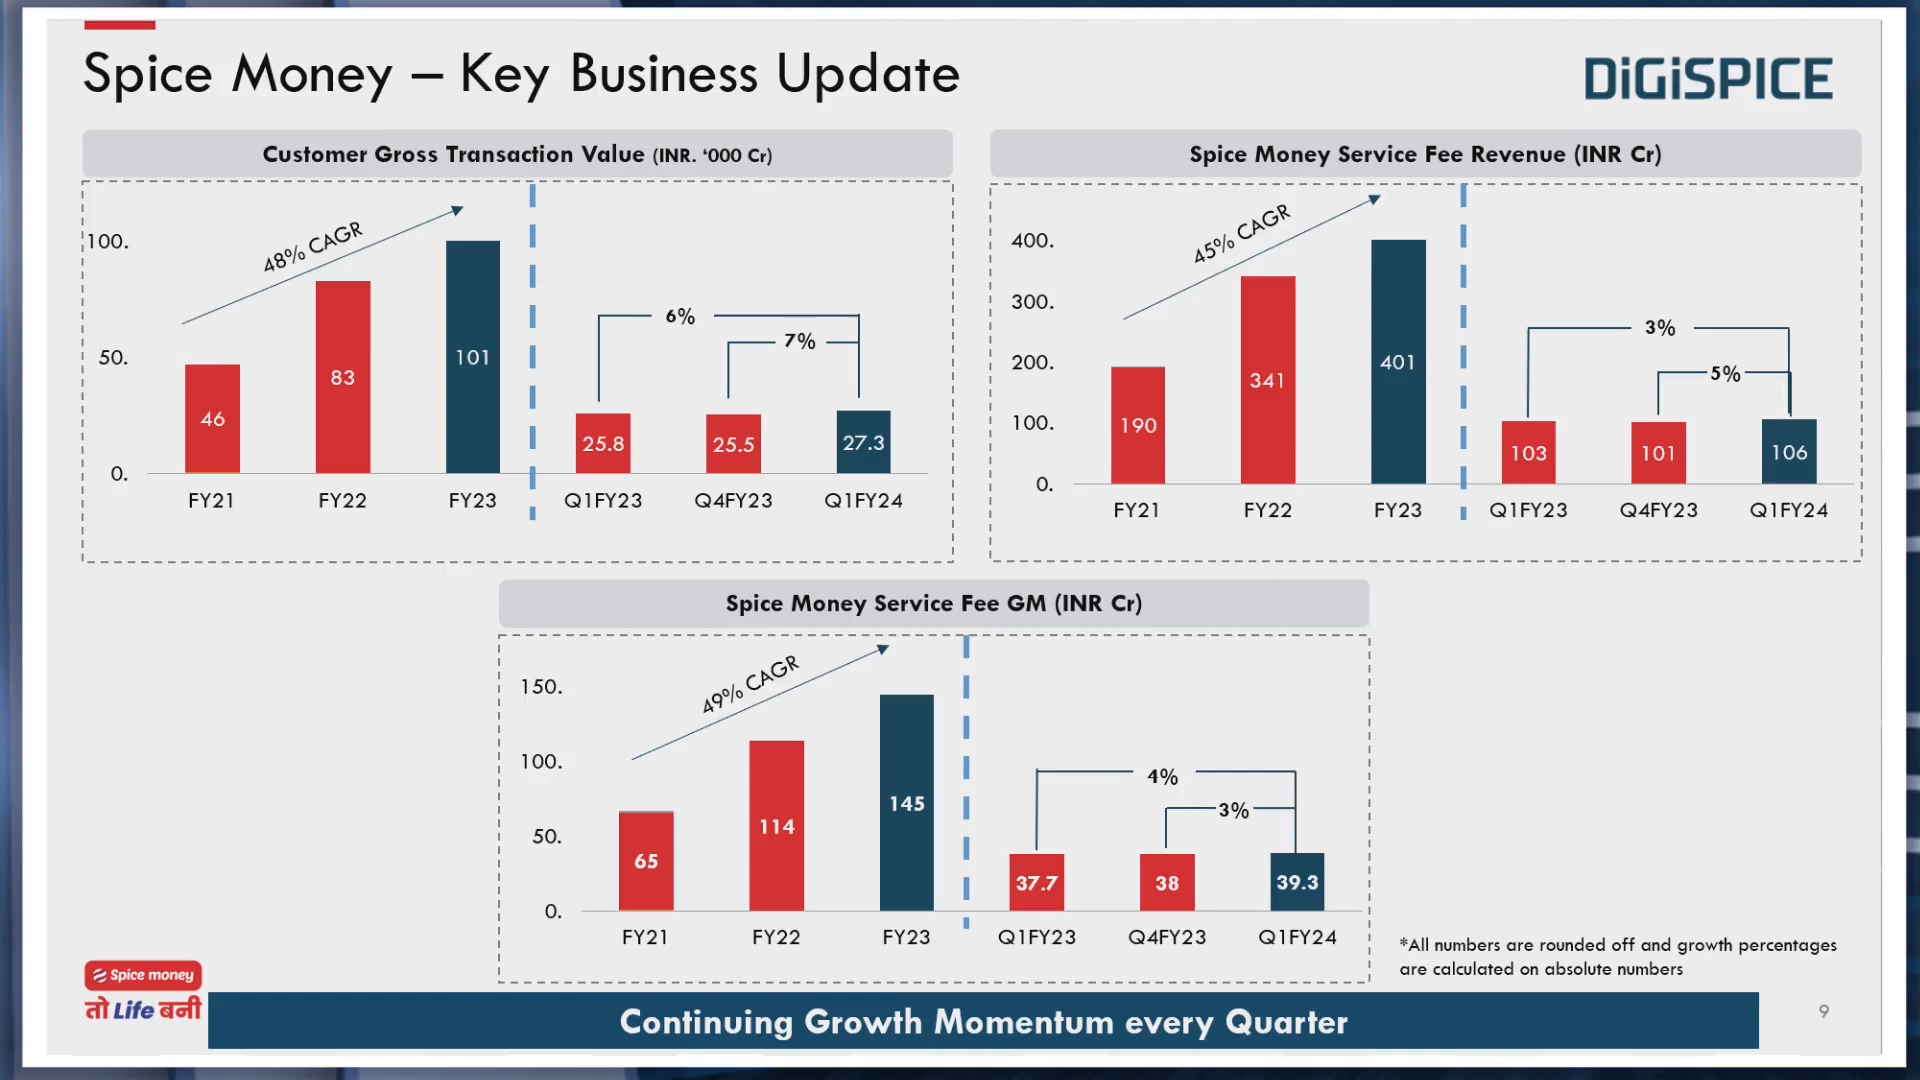 Spice Money – Key Business Update
DiGiSPICE
Customer Gross Transaction Value (INR. ‘000 Cr)
100.
50.
0.
48% CAGR
46
83
101
6%
7%
25.8
25.5
27.3
FY21
FY22
FY23
Q1FY23
Q4FY23
Q1FY24
Spice Money Service Fee Revenue (INR Cr)
400.
300.
200.
100.
0.
45% CAGR
190
341
401
3%
5%
103
101
106
FY21
FY22
FY23
Q1FY23
Q4FY23
Q1FY24
Spice Money Service Fee GM (INR Cr)
150.
100.
50.
0.
49% CAGR
65
114
145
4%
3%
37.7
38
39.3
FY21
FY22
FY23
Q1FY23
Q4FY23
Q1FY24
*All numbers are rounded off and growth percentages
are calculated on absolute numbers
Spice money
तो Life बनी
Continuing Growth Momentum every Quarter
9